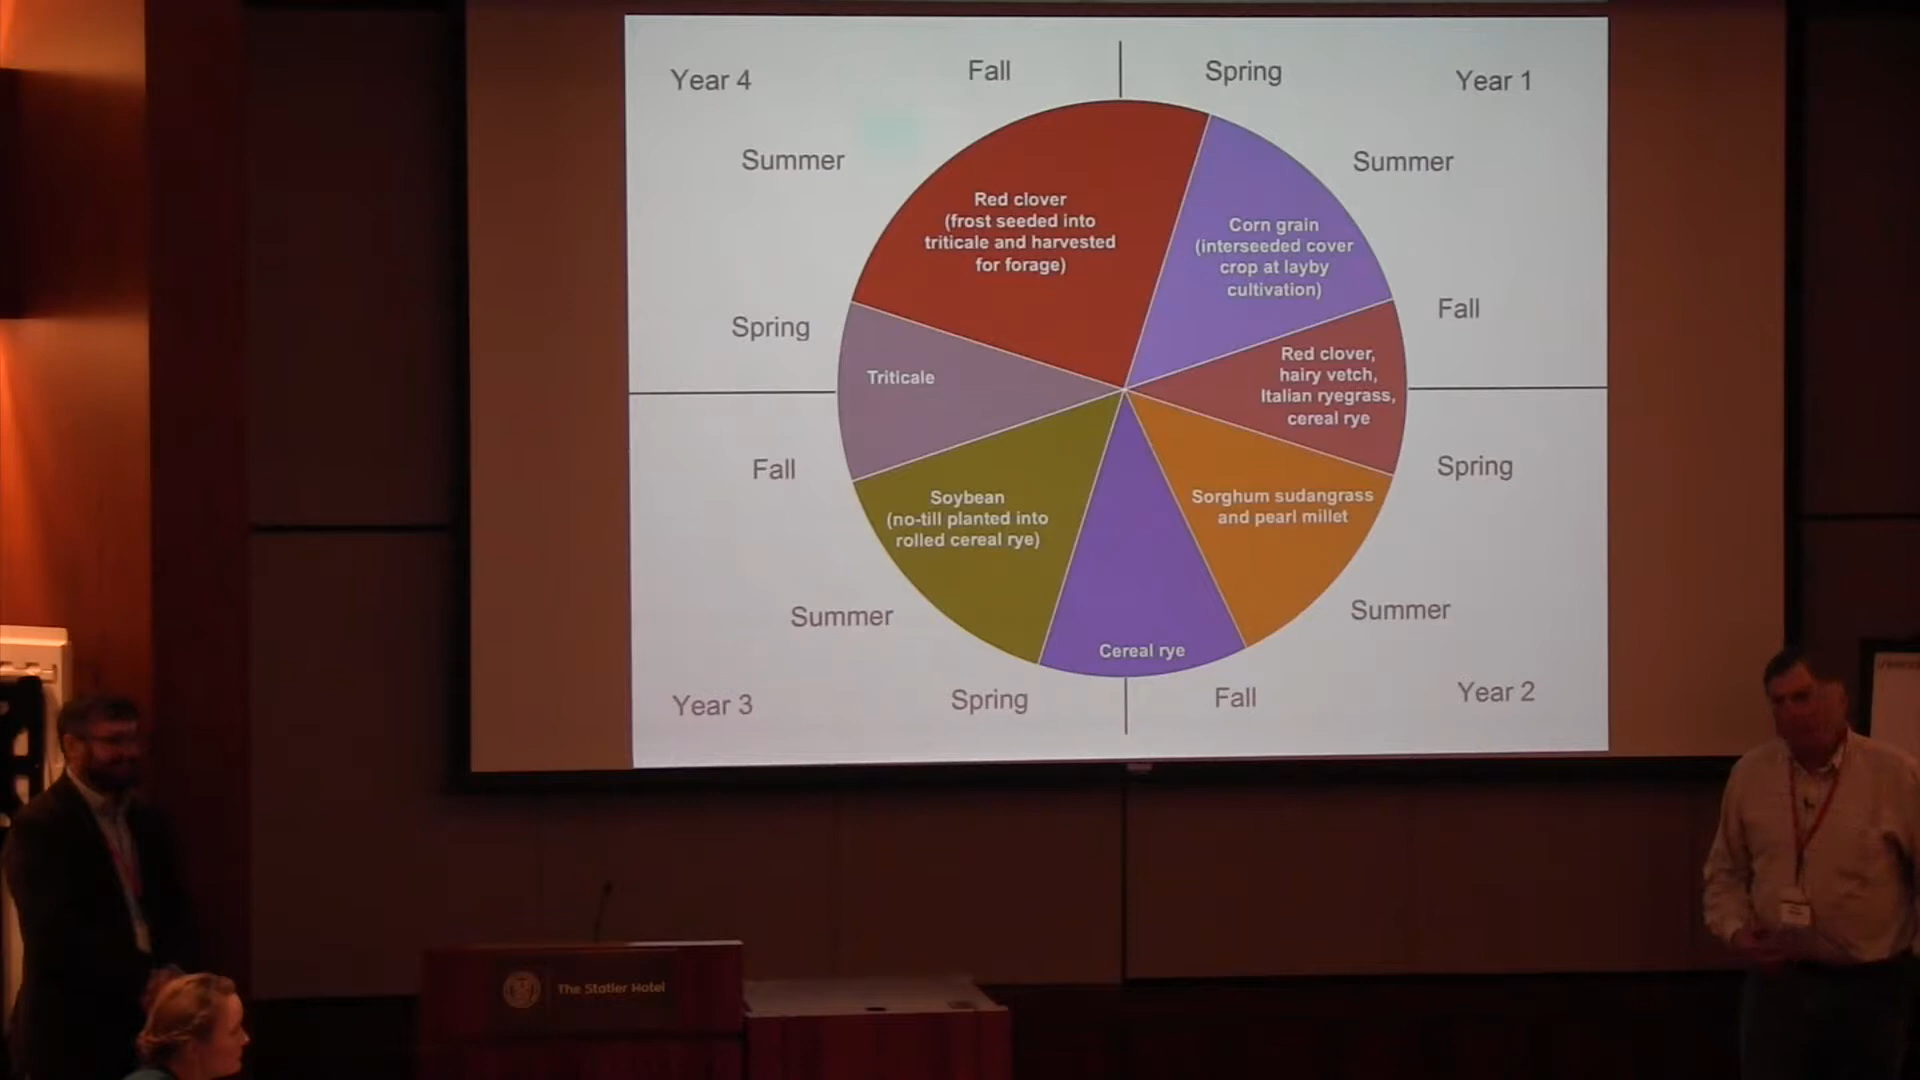 Year 4
Fall
Spring
Year 1
Summer
Summer
Red clover
(frost seeded into
triticale and harvested
for forage)
Corn grain
(interseeded cover
crop at layby
cultivation)
Spring
Fall
Triticale
Red clover,
hairy vetch,
Italian ryegrass,
cereal rye
Fall
Spring
Soybean
(no-till planted into
rolled cereal rye)
Sorghum sudangrass
and pearl millet
Summer
Summer
Cereal rye
Year 3
Spring
Fall
Year 2
The Statler Hotel